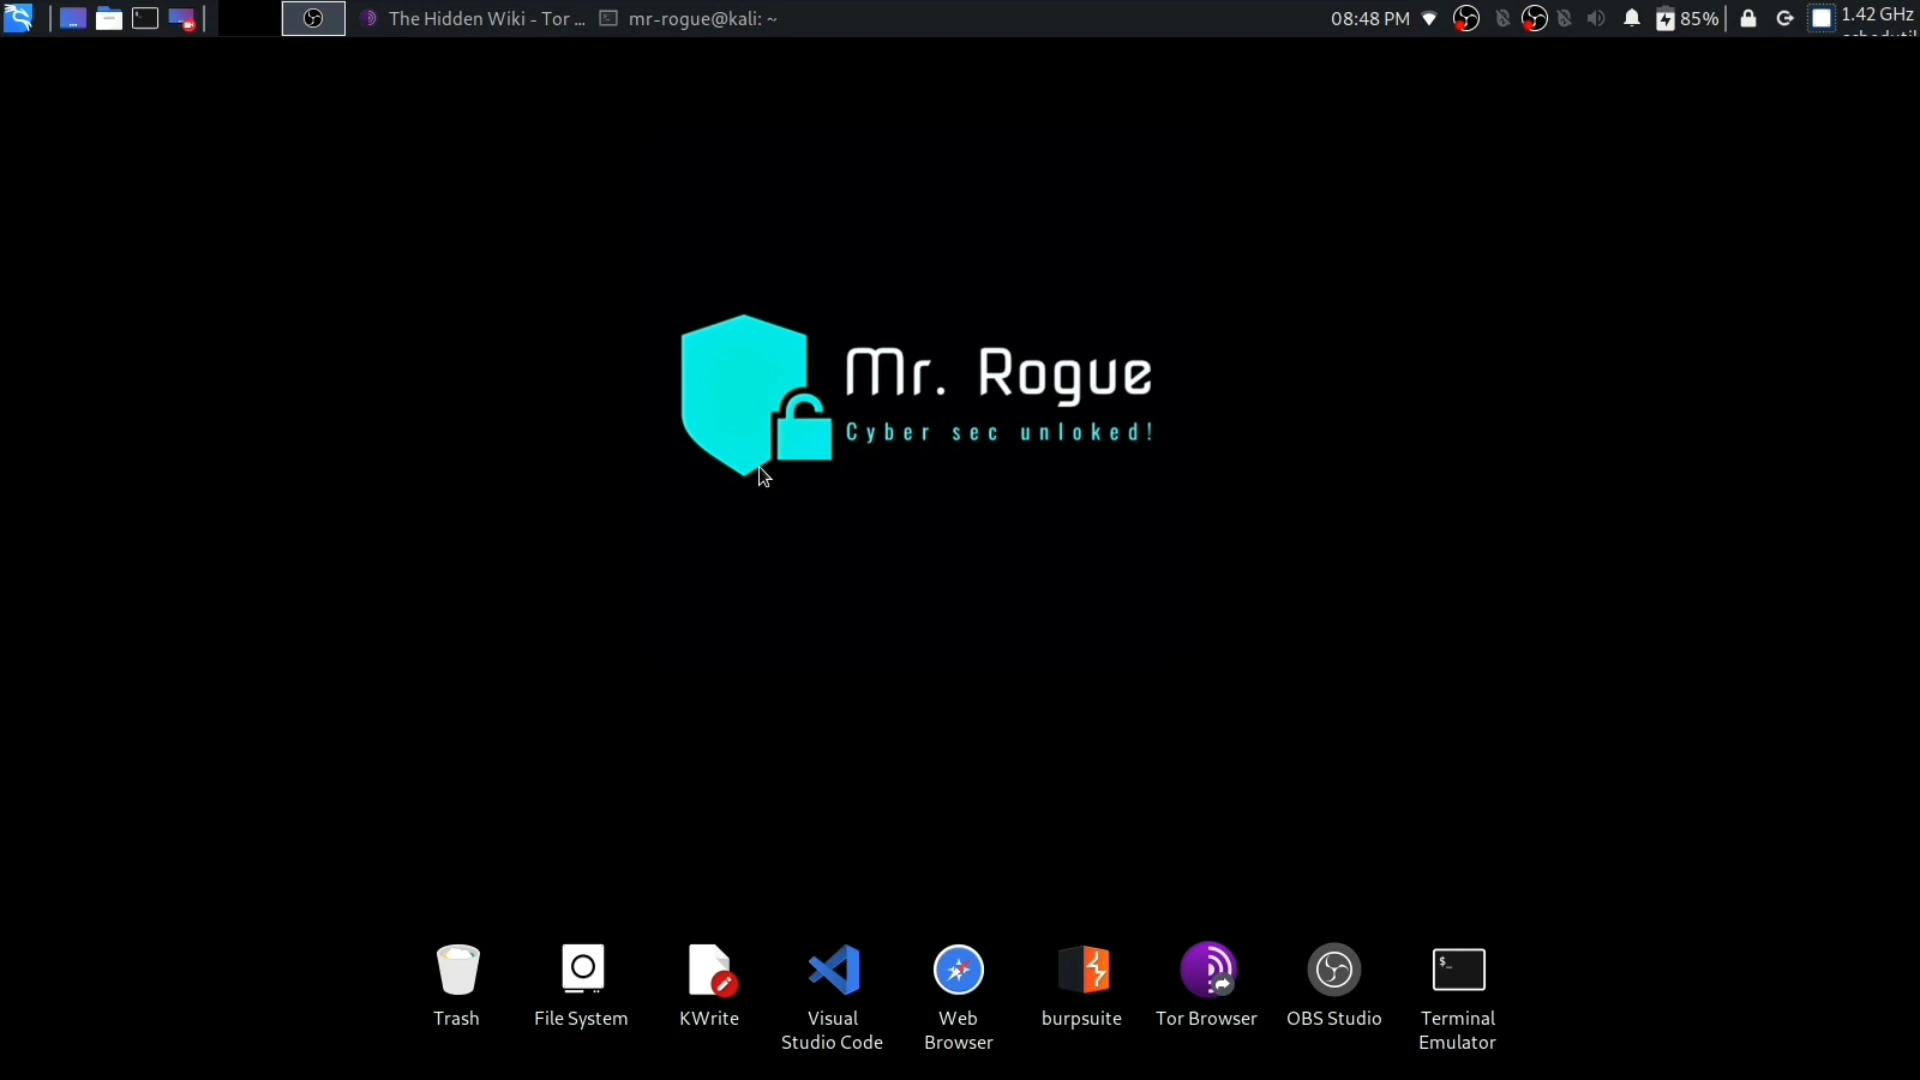 The Hidden Wiki - Tor ...
mr-rogue@kali: ~
08:48 PM
85%
1.42 GHz
Mr. Rogue
Cyber sec unloked!
$_
Trash
File System
KWrite
Visual
Studio Code
Web
Browser
burpsuite
Tor Browser
OBS Studio
Terminal
Emulator